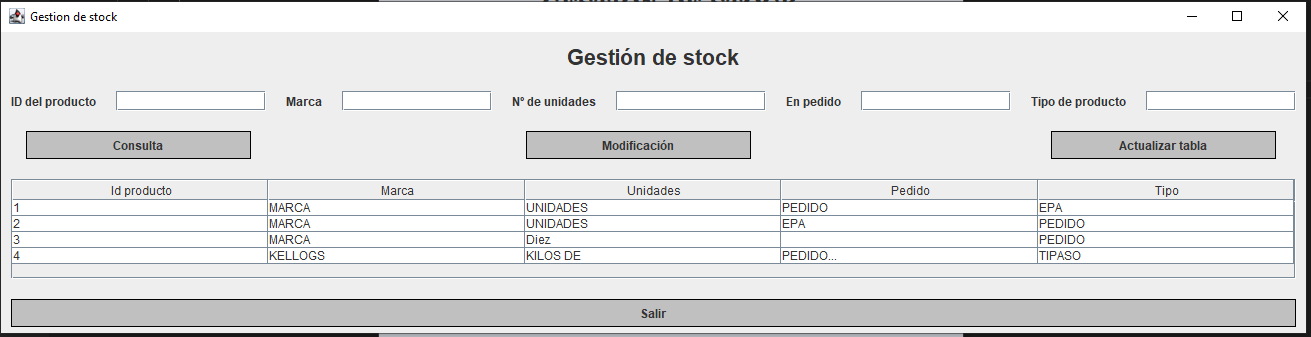 Gestion de stock
Gestión de stock
ID del producto Marca Nº de unidades En pedido Tipo de producto
Consulta Modificación Actualizar tabla
Id producto Marca Unidades Pedido Tipo
1 MARCA UNIDADES PEDIDO EPA
2 MARCA UNIDADES EPA PEDIDO
3 MARCA Diez PEDIDO
4 KELLOGS KILOS DE PEDIDO... TIPASO
Salir